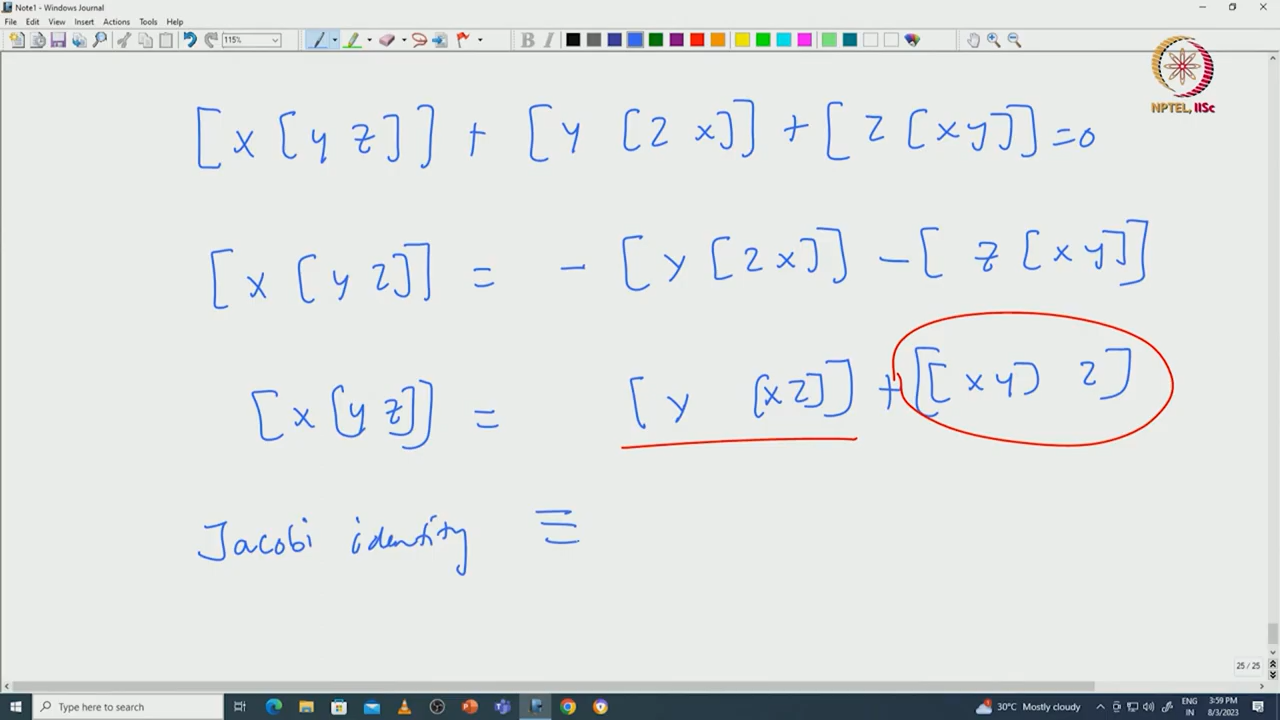 Note1 - Windows Journal
File Edit View Insert Actions Tools Help
115%
NPTEL, IISc
[x [y z]] + [y [z x]] + [z [x y]] = 0
[x [y z]] = - [y [z x]] - [z [x y]]
[x [y z]] = [y [x z]] + [[x y] z]
Jacobi identity ≡
25 / 25
Type here to search
30°C Mostly cloudy
ENG
IN
3:59 PM
8/3/2023